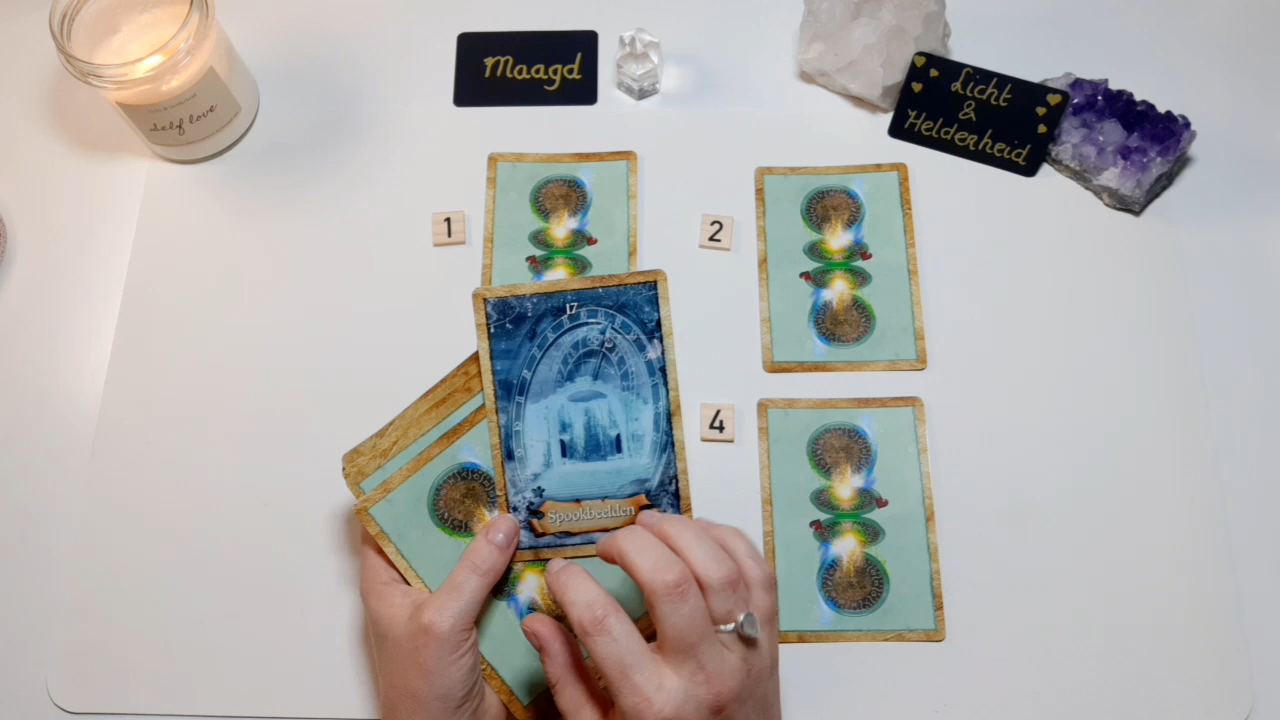 Maagd
Licht
&
Helderheid
Self love
1
2
17
4
Spookbeelden